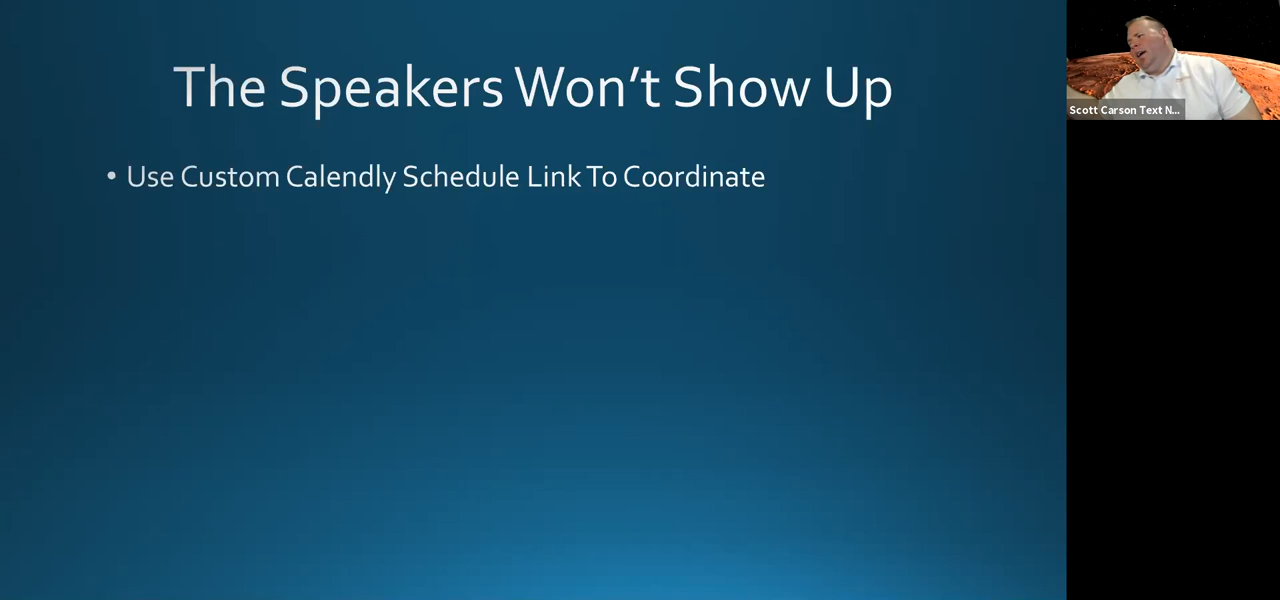 The Speakers Won’t Show Up
• Use Custom Calendly Schedule Link To Coordinate
Scott Carson Text N...